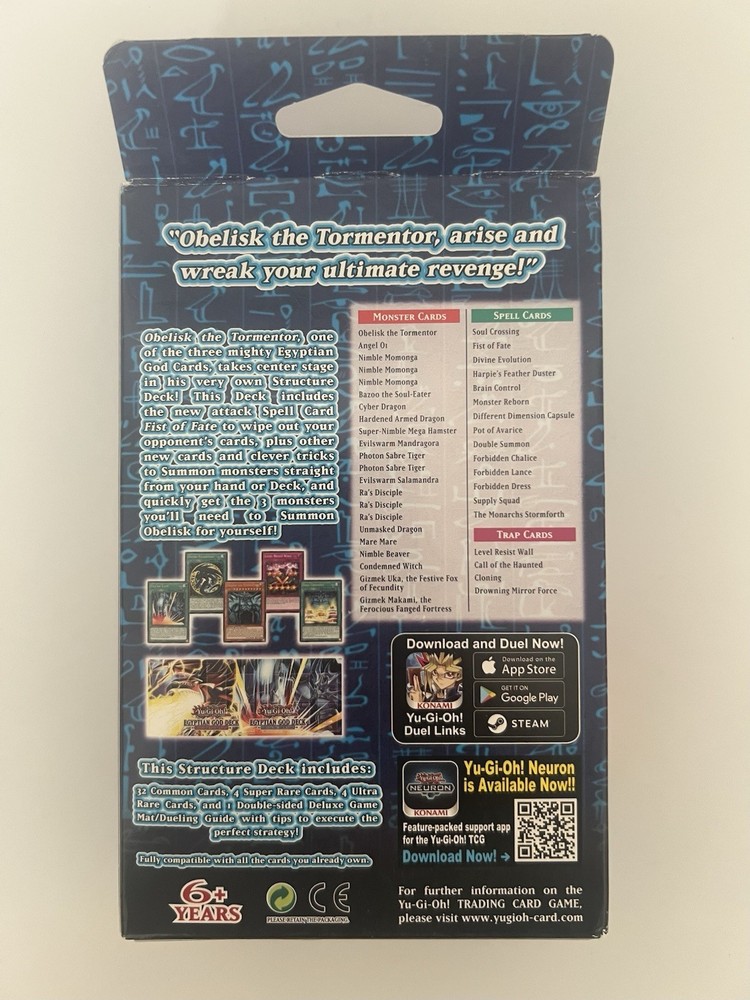 "Obelisk the Tormentor, arise and
wreak your ultimate revenge!"
Obelisk the Tormentor, one
of the three mighty Egyptian
God Cards, takes center stage
in his very own Structure
Deck! This Deck includes
the new attack Spell Card
Fist of Fate to wipe out your
opponent's cards, plus other
new cards and clever tricks
to Summon monsters straight
from your hand or Deck, and
quickly get the 3 monsters
you'll need to Summon
Obelisk for yourself!
MONSTER CARDS
Obelisk the Tormentor
Angel O1
Nimble Momonga
Nimble Momonga
Nimble Momonga
Bazoo the Soul-Eater
Cyber Dragon
Hardened Armed Dragon
Super-Nimble Mega Hamster
Evilswarm Mandragora
Photon Sabre Tiger
Photon Sabre Tiger
Evilswarm Salamandra
Ra's Disciple
Ra's Disciple
Ra's Disciple
Unmasked Dragon
Mare Mare
Nimble Beaver
Condemned Witch
Gizmek Uka, the Festive Fox
of Fecundity
Gizmek Makami, the
Ferocious Fanged Fortress
SPELL CARDS
Soul Crossing
Fist of Fate
Divine Evolution
Harpie's Feather Duster
Brain Control
Monster Reborn
Different Dimension Capsule
Pot of Avarice
Double Summon
Forbidden Chalice
Forbidden Lance
Forbidden Dress
Supply Squad
The Monarchs Stormforth
TRAP CARDS
Level Resist Wall
Call of the Haunted
Cloning
Drowning Mirror Force
Yu-Gi-Oh!
EGYPTIAN GOD DECK
Yu-Gi-Oh!
EGYPTIAN GOD DECK
Download and Duel Now!
KONAMI
Yu-Gi-Oh!
Duel Links
Download on the
App Store
GET IT ON
Google Play
STEAM
This Structure Deck includes:
32 Common Cards, 4 Super Rare Cards, 4 Ultra
Rare Cards, and 1 Double-sided Deluxe Game
Mat/Dueling Guide with tips to execute the
perfect strategy!
Fully compatible with all the cards you already own.
Yu-Gi-Oh!
NEURON
KONAMI
Yu-Gi-Oh! Neuron
is Available Now!!
Feature-packed support app
for the Yu-Gi-Oh! TCG
Download Now! →
6+
YEARS
PLEASE RETAIN THE PACKAGING.
CE
For further information on the
Yu-Gi-Oh! TRADING CARD GAME,
please visit www.yugioh-card.com